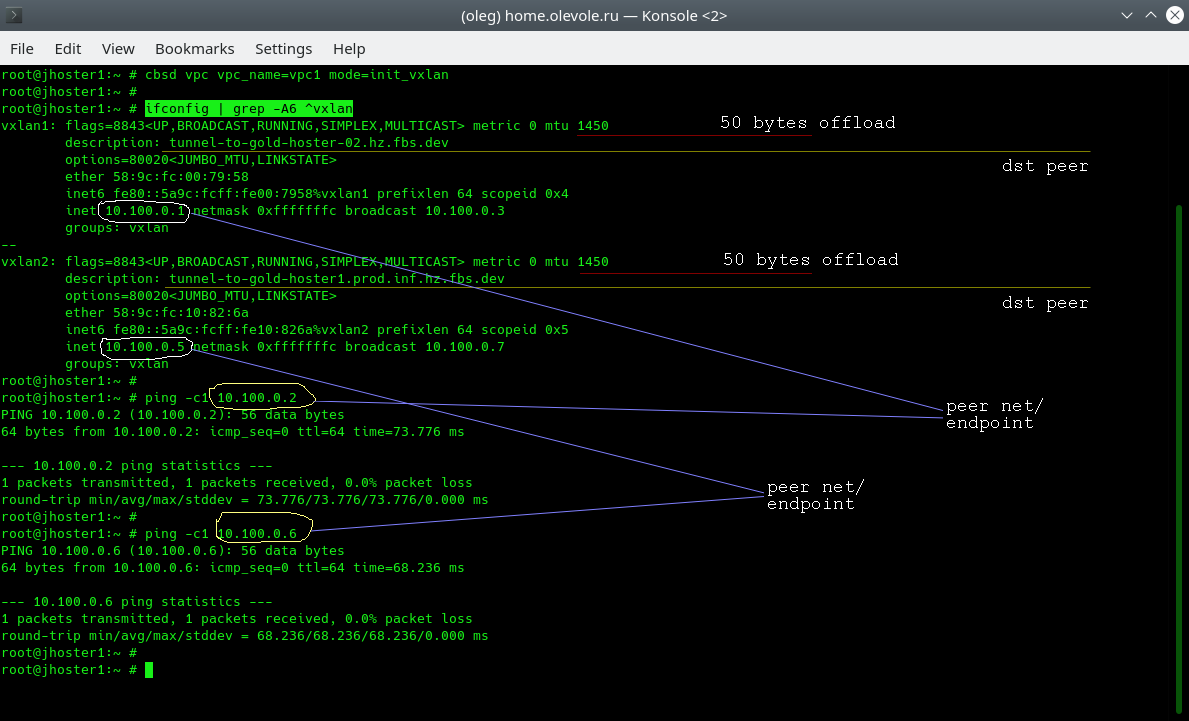 (oleg) home.olevole.ru — Konsole <2>
File Edit View Bookmarks Settings Help
root@jhoster1:~ # cbsd vpc vpc_name=vpc1 mode=init_vxlan
root@jhoster1:~ #
root@jhoster1:~ # ifconfig | grep -A6 ^vxlan
vxlan1: flags=8843<UP,BROADCAST,RUNNING,SIMPLEX,MULTICAST> metric 0 mtu 1450
50 bytes offload
description: tunnel-to-gold-hoster-02.hz.fbs.dev
options=80020<JUMBO_MTU,LINKSTATE>
dst peer
ether 58:9c:fc:00:79:58
inet6 fe80::5a9c:fcff:fe00:7958%vxlan1 prefixlen 64 scopeid 0x4
inet 10.100.0.1 netmask 0xfffffffc broadcast 10.100.0.3
groups: vxlan
--
vxlan2: flags=8843<UP,BROADCAST,RUNNING,SIMPLEX,MULTICAST> metric 0 mtu 1450
50 bytes offload
description: tunnel-to-gold-hoster1.prod.inf.hz.fbs.dev
options=80020<JUMBO_MTU,LINKSTATE>
dst peer
ether 58:9c:fc:10:82:6a
inet6 fe80::5a9c:fcff:fe10:826a%vxlan2 prefixlen 64 scopeid 0x5
inet 10.100.0.5 netmask 0xfffffffc broadcast 10.100.0.7
groups: vxlan
root@jhoster1:~ #
root@jhoster1:~ # ping -c1 10.100.0.2
PING 10.100.0.2 (10.100.0.2): 56 data bytes
64 bytes from 10.100.0.2: icmp_seq=0 ttl=64 time=73.776 ms
peer net/
endpoint
--- 10.100.0.2 ping statistics ---
1 packets transmitted, 1 packets received, 0.0% packet loss
round-trip min/avg/max/stddev = 73.776/73.776/73.776/0.000 ms
peer net/
endpoint
root@jhoster1:~ #
root@jhoster1:~ # ping -c1 10.100.0.6
PING 10.100.0.6 (10.100.0.6): 56 data bytes
64 bytes from 10.100.0.6: icmp_seq=0 ttl=64 time=68.236 ms
--- 10.100.0.6 ping statistics ---
1 packets transmitted, 1 packets received, 0.0% packet loss
round-trip min/avg/max/stddev = 68.236/68.236/68.236/0.000 ms
root@jhoster1:~ #
root@jhoster1:~ #